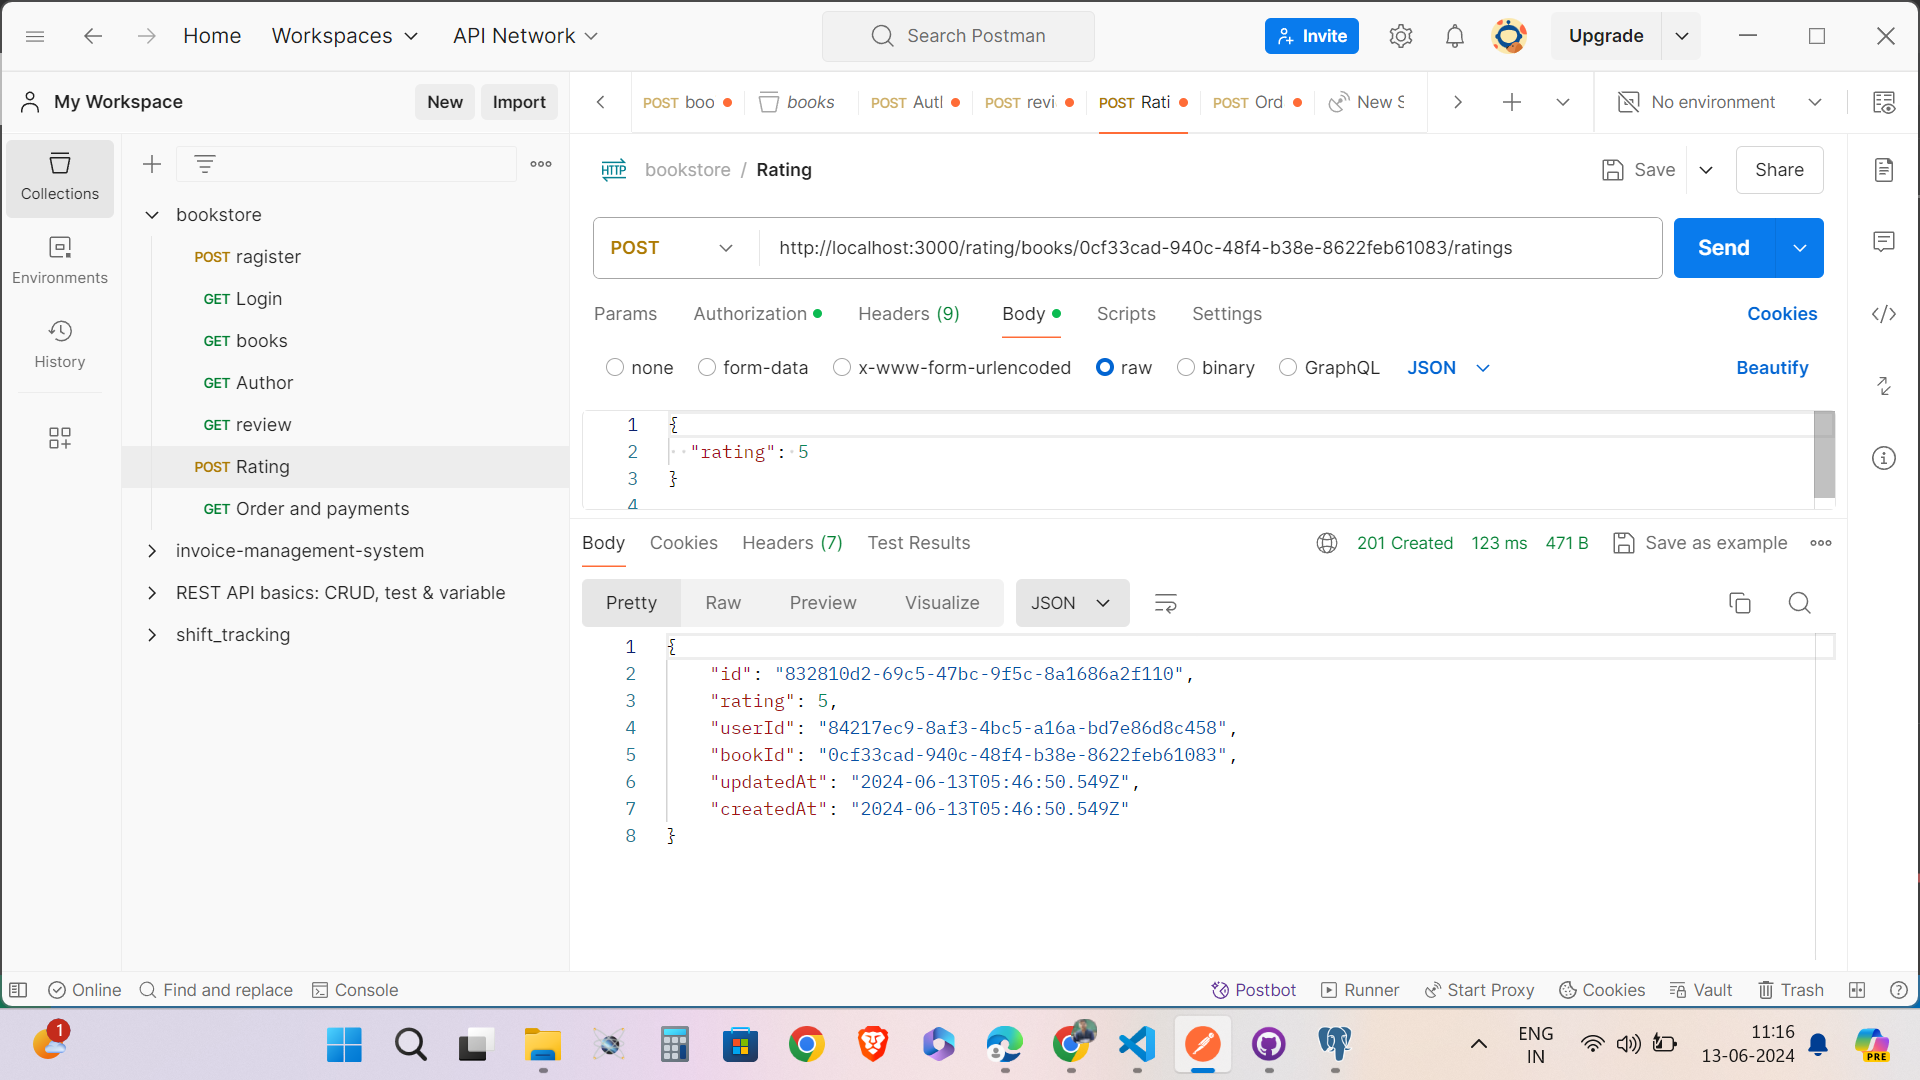 Home Workspaces API Network Search Postman Invite Upgrade
My Workspace New Import POST boo books POST Autl POST revi POST Rati POST Ord New S No environment
Collections
Environments
History
bookstore
POST ragister
GET Login
GET books
GET Author
GET review
POST Rating
GET Order and payments
invoice-management-system
REST API basics: CRUD, test & variable
shift_tracking
HTTP bookstore / Rating Save Share
POST http://localhost:3000/rating/books/0cf33cad-940c-48f4-b38e-8622feb61083/ratings Send
Params Authorization Headers (9) Body Scripts Settings Cookies
none form-data x-www-form-urlencoded raw binary GraphQL JSON Beautify
1 {
2 "rating": 5
3 }
4
Body Cookies Headers (7) Test Results 201 Created 123 ms 471 B Save as example
Pretty Raw Preview Visualize JSON
1 {
2 "id": "832810d2-69c5-47bc-9f5c-8a1686a2f110",
3 "rating": 5,
4 "userId": "84217ec9-8af3-4bc5-a16a-bd7e86d8c458",
5 "bookId": "0cf33cad-940c-48f4-b38e-8622feb61083",
6 "updatedAt": "2024-06-13T05:46:50.549Z",
7 "createdAt": "2024-06-13T05:46:50.549Z"
8 }
Online Find and replace Console Postbot Runner Start Proxy Cookies Vault Trash
1 ENG 11:16
IN 13-06-2024 PRE